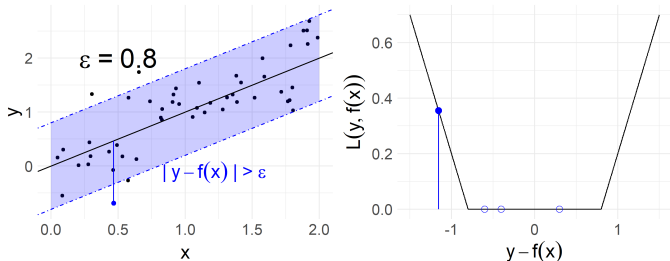 ε = 0.8
2
1
0
y
| y − f(x) | > ε
0.0
0.5
1.0
1.5
2.0
x
0.6
0.4
0.2
0.0
L(y, f(x))
-1
0
1
y − f(x)